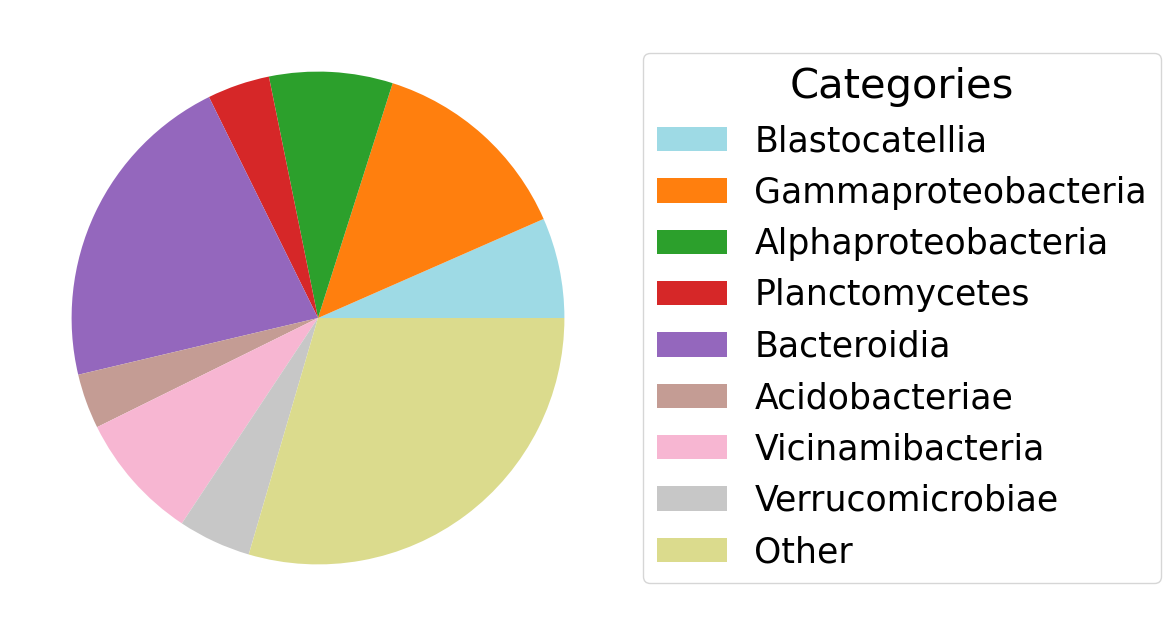 Categories
Blastocatellia
Gammaproteobacteria
Alphaproteobacteria
Planctomycetes
Bacteroidia
Acidobacteriae
Vicinamibacteria
Verrucomicrobiae
Other